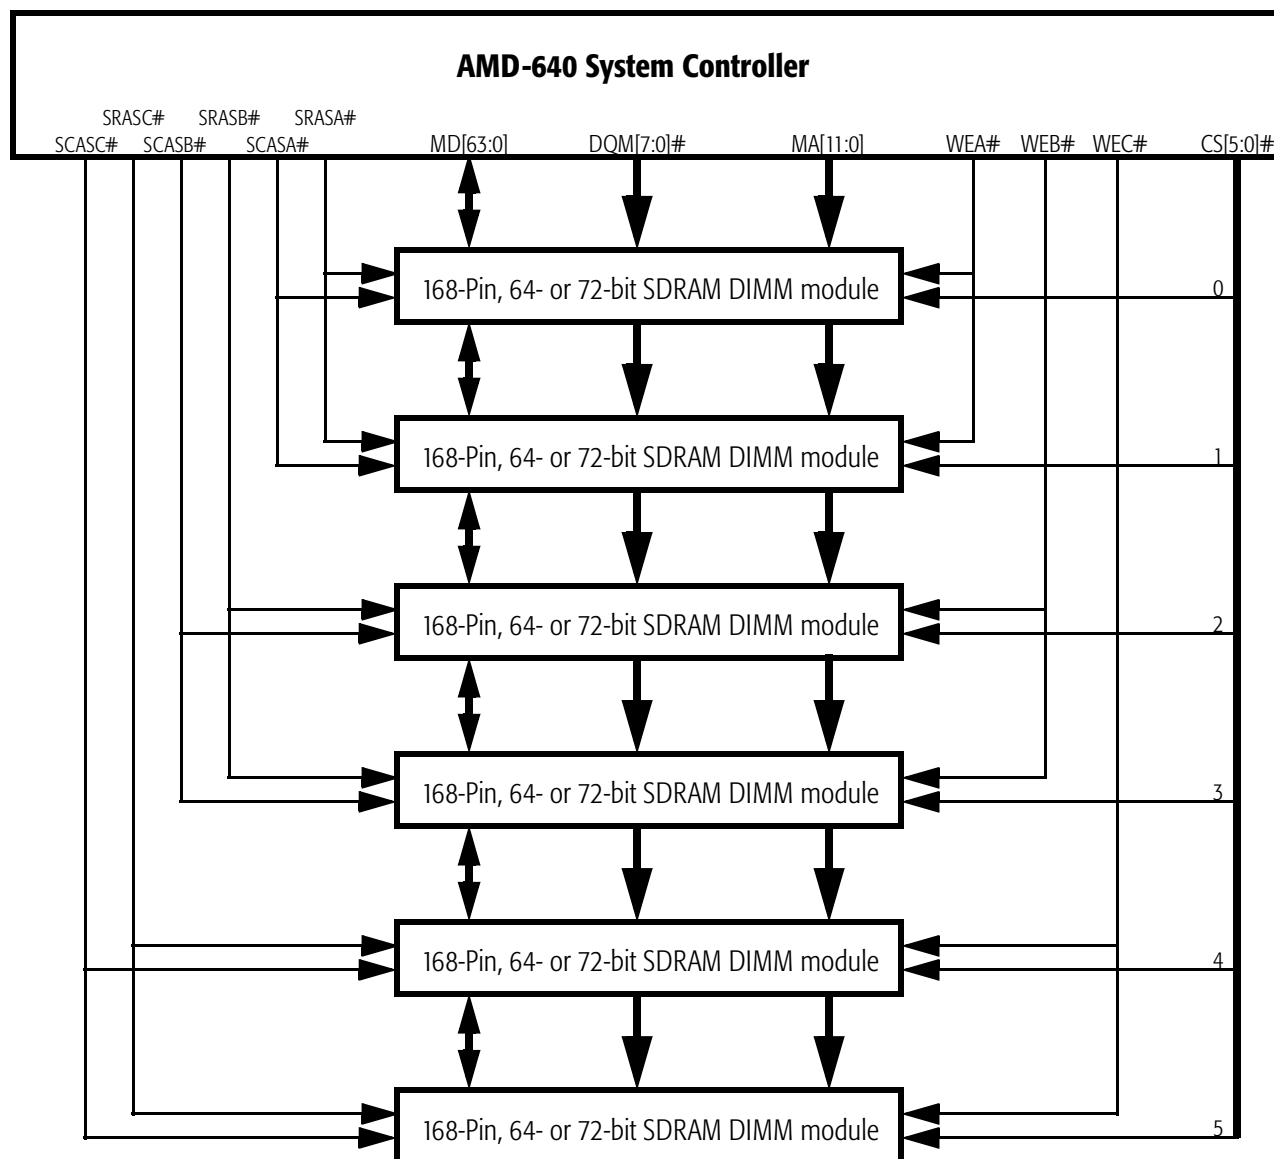 AMD-640 System Controller
SRASC# SRASB# SRASA#
SCASC# SCASB# SCASA# MD[63:0] DQM[7:0]# MA[11:0] WEA# WEB# WEC# CS[5:0]#
168-Pin, 64- or 72-bit SDRAM DIMM module 0
168-Pin, 64- or 72-bit SDRAM DIMM module 1
168-Pin, 64- or 72-bit SDRAM DIMM module 2
168-Pin, 64- or 72-bit SDRAM DIMM module 3
168-Pin, 64- or 72-bit SDRAM DIMM module 4
168-Pin, 64- or 72-bit SDRAM DIMM module 5